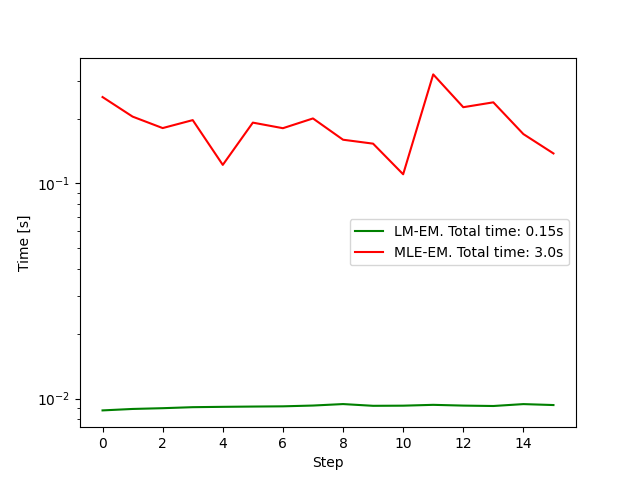 10⁻¹
10⁻²
Time [s]
LM-EM. Total time: 0.15s
MLE-EM. Total time: 3.0s
0 2 4 6 8 10 12 14
Step